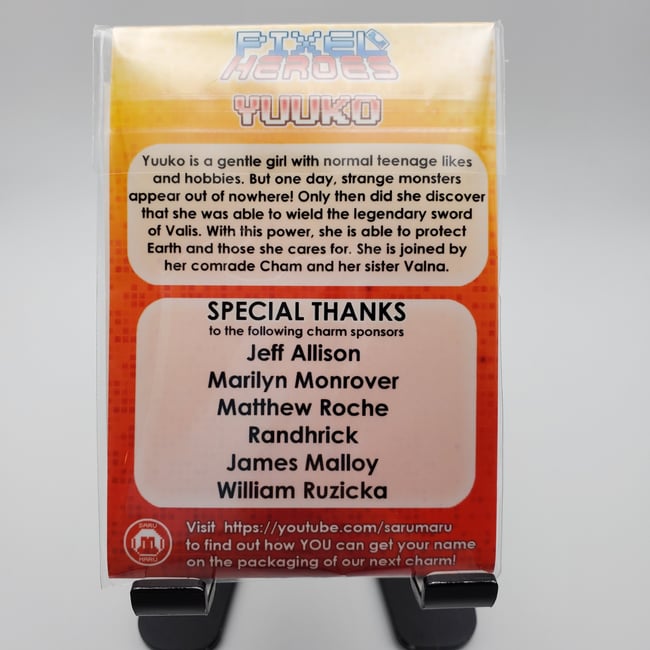 PIXEL
HEROES
YUUKO
Yuuko is a gentle girl with normal teenage likes
and hobbies. But one day, strange monsters
appear out of nowhere! Only then did she discover
that she was able to wield the legendary sword
of Valis. With this power, she is able to protect
Earth and those she cares for. She is joined by
her comrade Cham and her sister Valna.
SPECIAL THANKS
to the following charm sponsors
Jeff Allison
Marilyn Monrover
Matthew Roche
Randhrick
James Malloy
William Ruzicka
SARU
MARU
Visit https://youtube.com/sarumaru
to find out how YOU can get your name
on the packaging of our next charm!